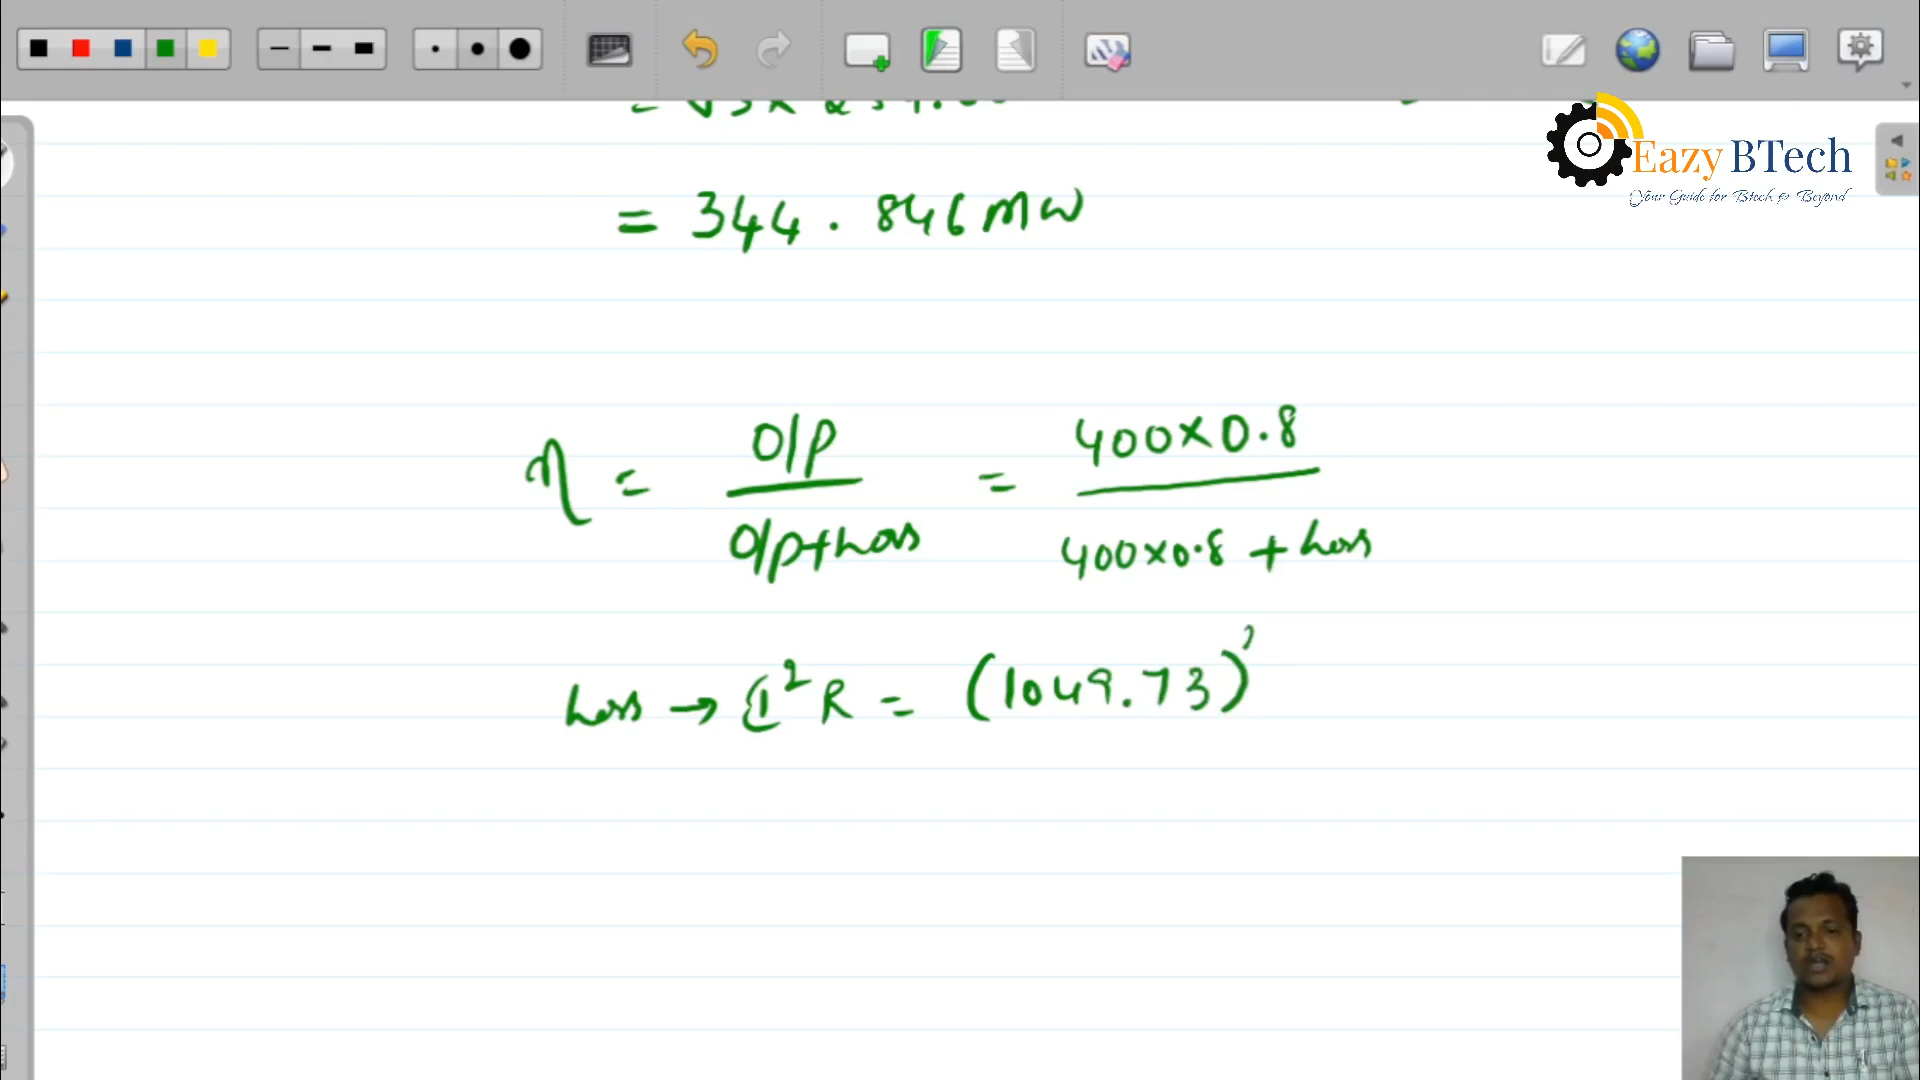 Eazy BTech
Your Guide for Btech & Beyond
= 344.846 MW
η = O/P / O/P+Loss = 400×0.8 / 400×0.8 + Loss
Loss → I²R = (1049.73)²